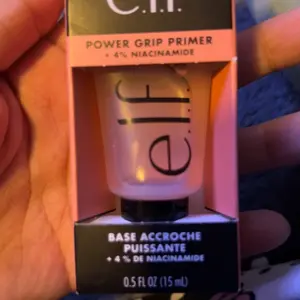 e.l.f.
POWER GRIP PRIMER
+ 4% NIACINAMIDE
e.l.f.
BASE ACCROCHE
PUISSANTE
+ 4 % DE NIACINAMIDE
0.5 FL OZ (15 mL)